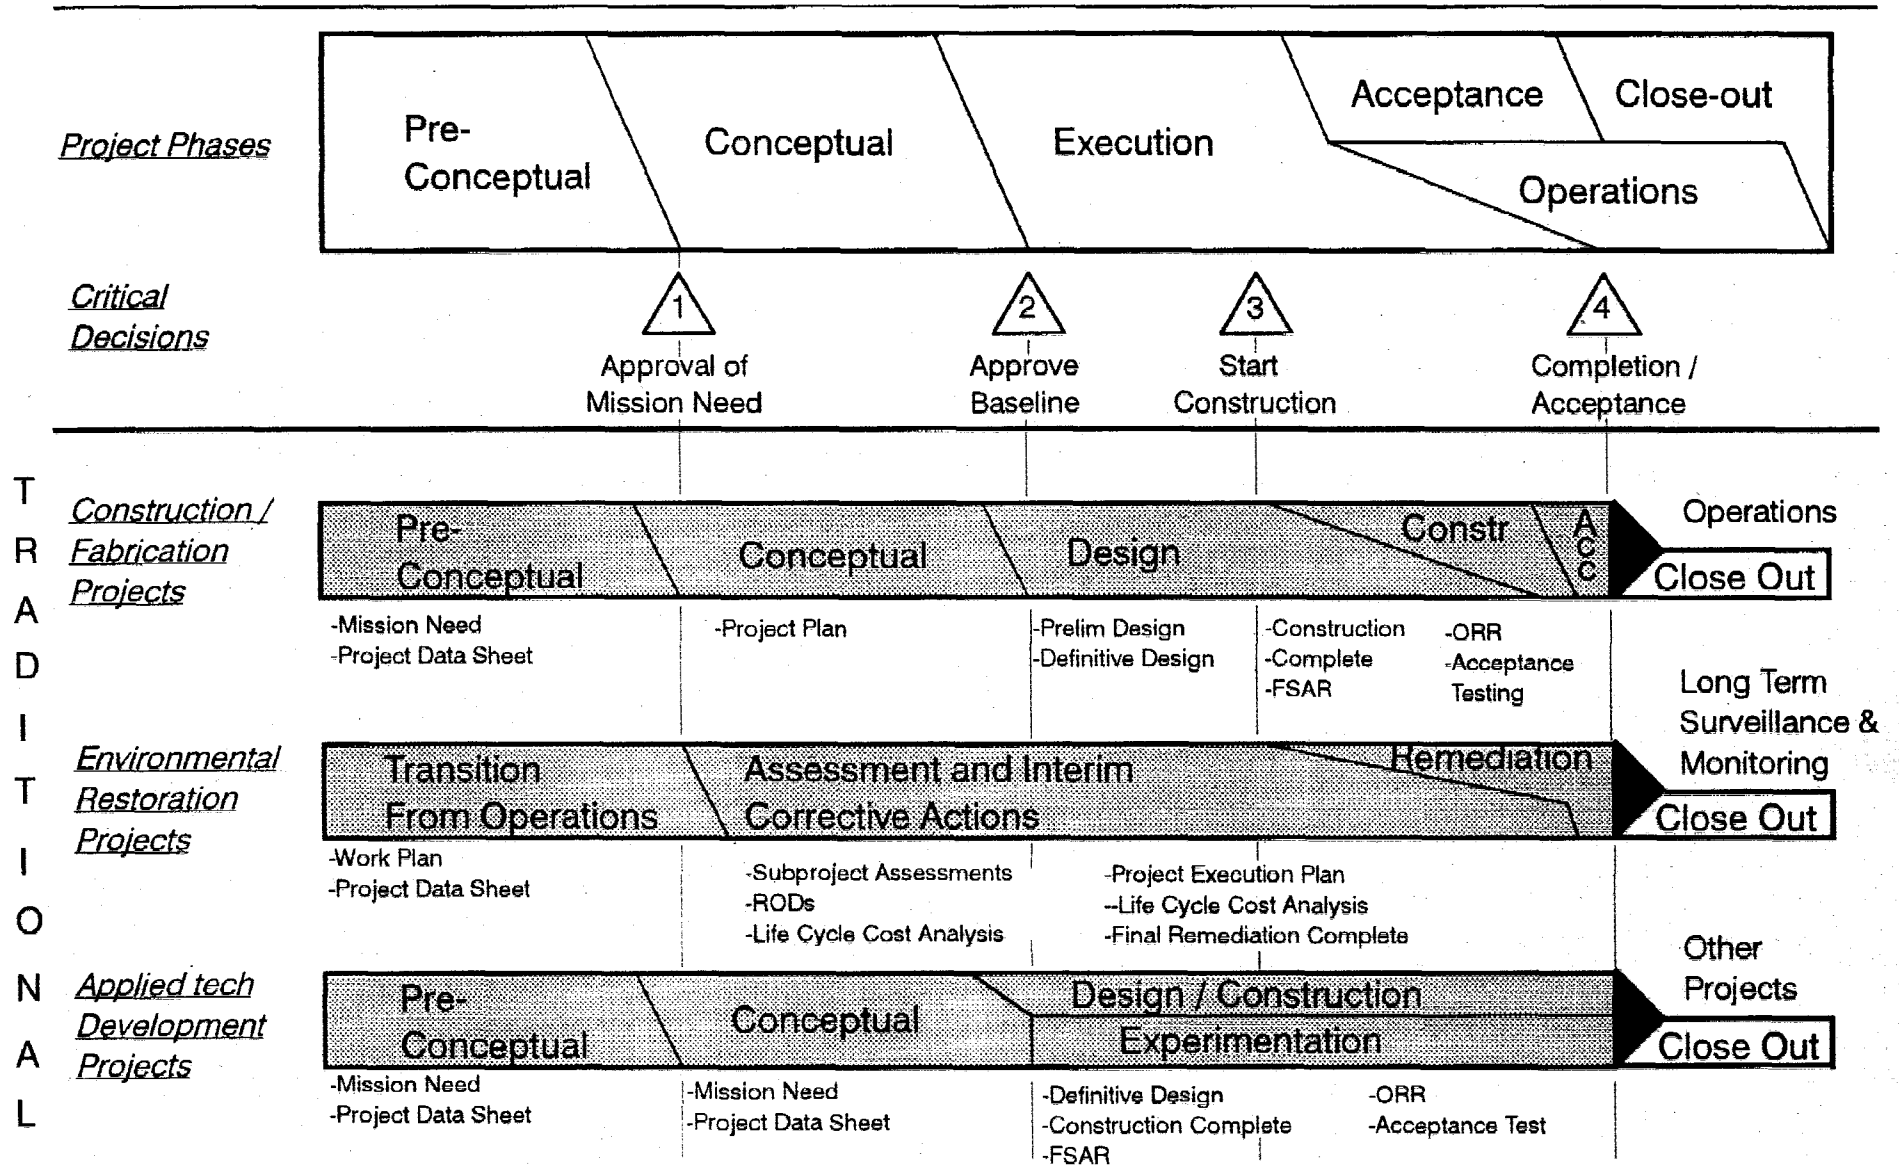 Project Phases
Pre-
Conceptual
Conceptual
Execution
Acceptance
Close-out
Operations
Critical
Decisions
1
2
3
4
Approval of
Mission Need
Approve
Baseline
Start
Construction
Completion /
Acceptance
TRADITIONAL
Construction /
Fabrication
Projects
Pre-
Conceptual
Conceptual
Design
Constr
ACC
Operations
Close Out
-Mission Need
-Project Data Sheet
-Project Plan
-Prelim Design
-Definitive Design
-Construction
-Complete
-FSAR
-ORR
-Acceptance
Testing
Environmental
Restoration
Projects
Transition
From Operations
Assessment and Interim
Corrective Actions
Remediation
Long Term
Surveillance &
Monitoring
Close Out
-Work Plan
-Project Data Sheet
-Subproject Assessments
-RODs
-Life Cycle Cost Analysis
-Project Execution Plan
--Life Cycle Cost Analysis
-Final Remediation Complete
Applied tech
Development
Projects
Pre-
Conceptual
Conceptual
Design / Construction
Experimentation
Other
Projects
Close Out
-Mission Need
-Project Data Sheet
-Mission Need
-Project Data Sheet
-Definitive Design
-Construction Complete
-FSAR
-ORR
-Acceptance Test